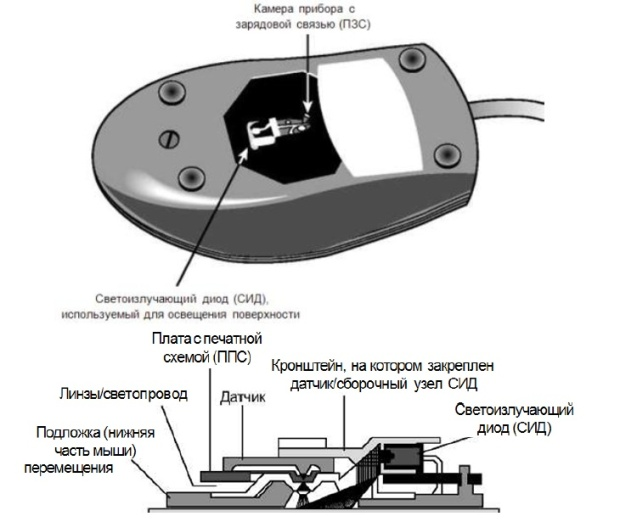 Камера прибора с
зарядовой связью (ПЗС)
Светоизлучающий диод (СИД),
используемый для освещения поверхности
Плата с печатной
схемой (ППС)
Кронштейн, на котором закреплен
датчик/сборочный узел СИД
Линзы/светопровод
Датчик
Светоизлучающий
диод (СИД)
Подложка (нижняя
часть мыши)
перемещения